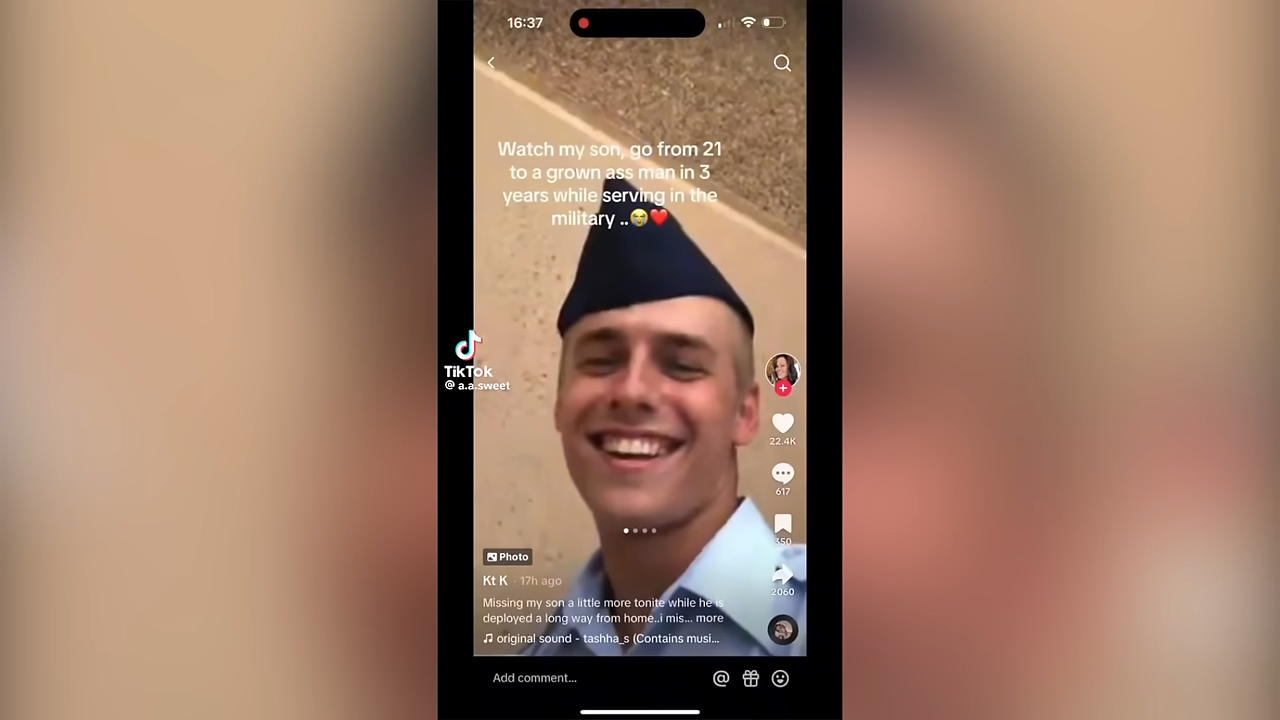 16:37
Watch my son, go from 21
to a grown ass man in 3
years while serving in the
military ..😭❤️
TikTok
@ a.a.sweet
22.4K
617
350
2060
Photo
Kt K · 17h ago
Missing my son a little more tonite while he is
deployed a long way from home..i mis... more
original sound - tashha_s (Contains musi...
Add comment...